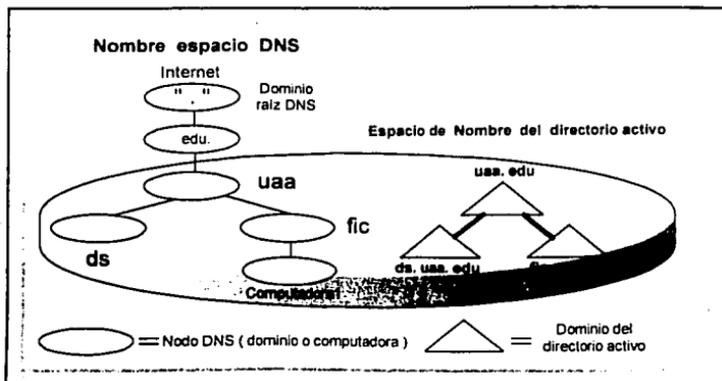 Nombre espacio DNS
Internet
" . "
Dominio
raíz DNS
edu.
Espacio de Nombre del directorio activo
uaa
uaa. edu
fic
ds
ds. uaa. edu
= Nodo DNS ( dominio o computadora )
= Dominio del
directorio activo